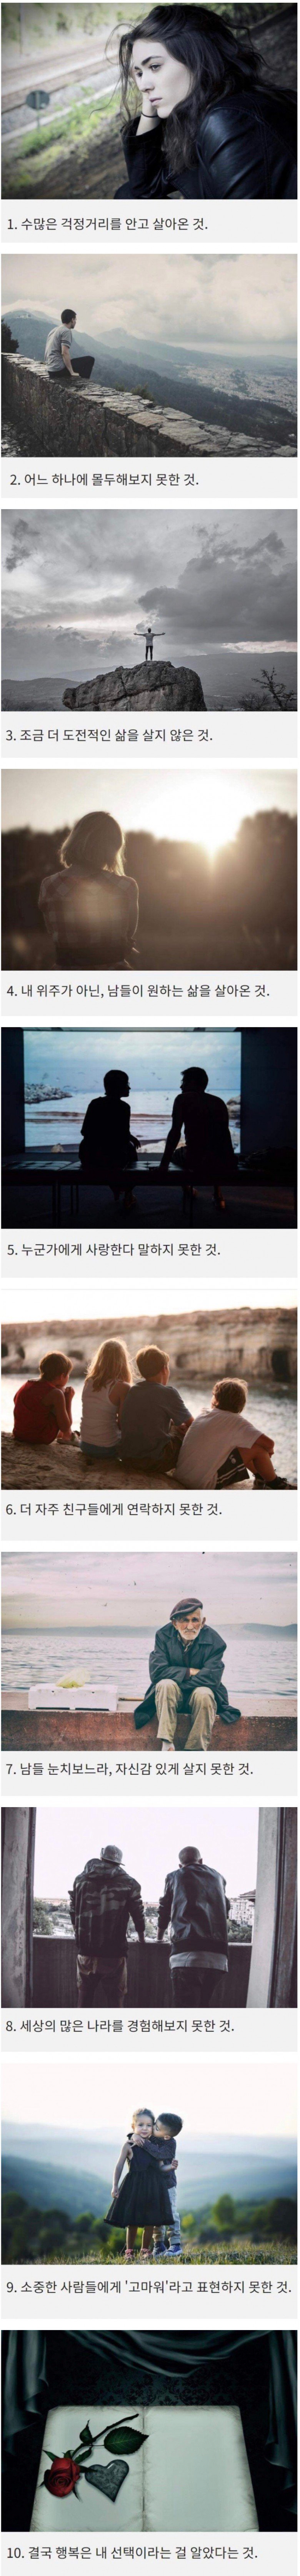 1. 수많은 걱정거리를 안고 살아온 것.
2. 어느 하나에 몰두해보지 못한 것.
3. 조금 더 도전적인 삶을 살지 않은 것.
4. 내 위주가 아닌, 남들이 원하는 삶을 살아온 것.
5. 누군가에게 사랑한다 말하지 못한 것.
6. 더 자주 친구들에게 연락하지 못한 것.
7. 남들 눈치보느라, 자신감 있게 살지 못한 것.
8. 세상의 많은 나라를 경험해보지 못한 것.
9. 소중한 사람들에게 '고마워'라고 표현하지 못한 것.
10. 결국 행복은 내 선택이라는 걸 알았다는 것.